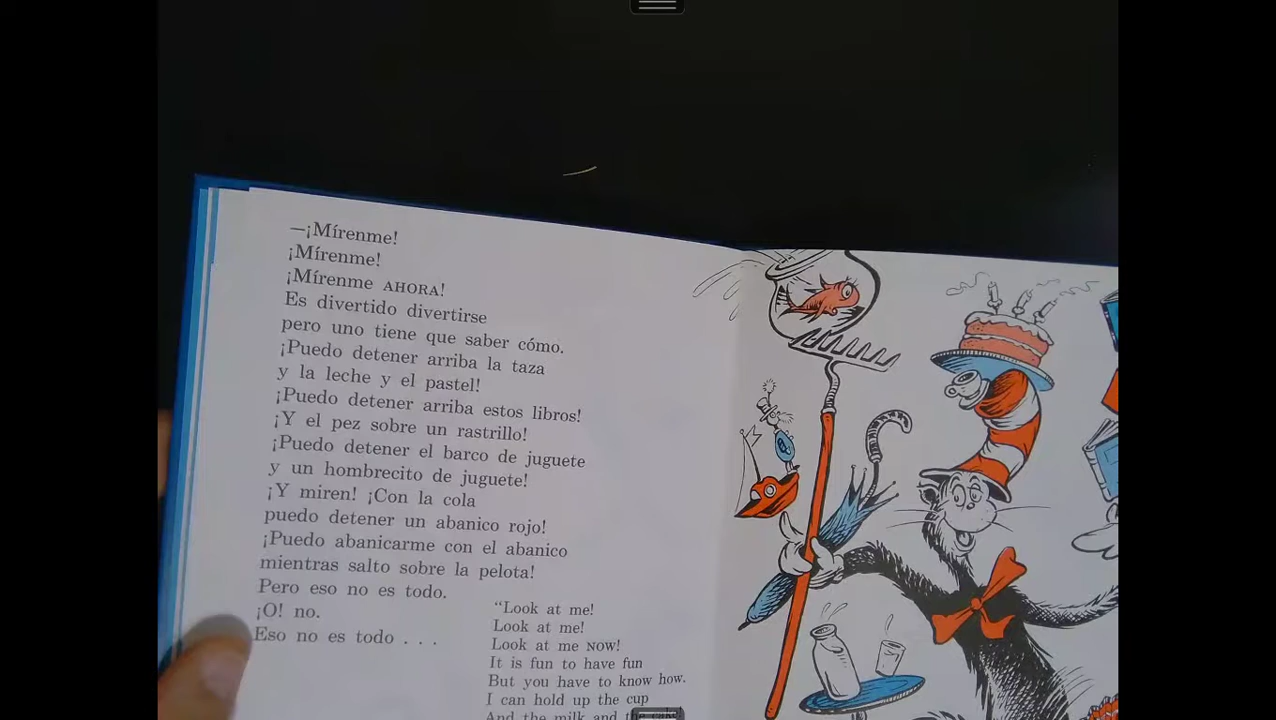 —¡Mírenme!
¡Mírenme!
¡Mírenme AHORA!
Es divertido divertirse
pero uno tiene que saber cómo.
¡Puedo detener arriba la taza
y la leche y el pastel!
¡Puedo detener arriba estos libros!
¡Y el pez sobre un rastrillo!
¡Puedo detener el barco de juguete
y un hombrecito de juguete!
¡Y miren! ¡Con la cola
puedo detener un abanico rojo!
¡Puedo abanicarme con el abanico
mientras salto sobre la pelota!
Pero eso no es todo.
¡O! no.
Eso no es todo . . .
"Look at me!
Look at me!
Look at me NOW!
It is fun to have fun
But you have to know how.
I can hold up the cup
And the milk and the cake